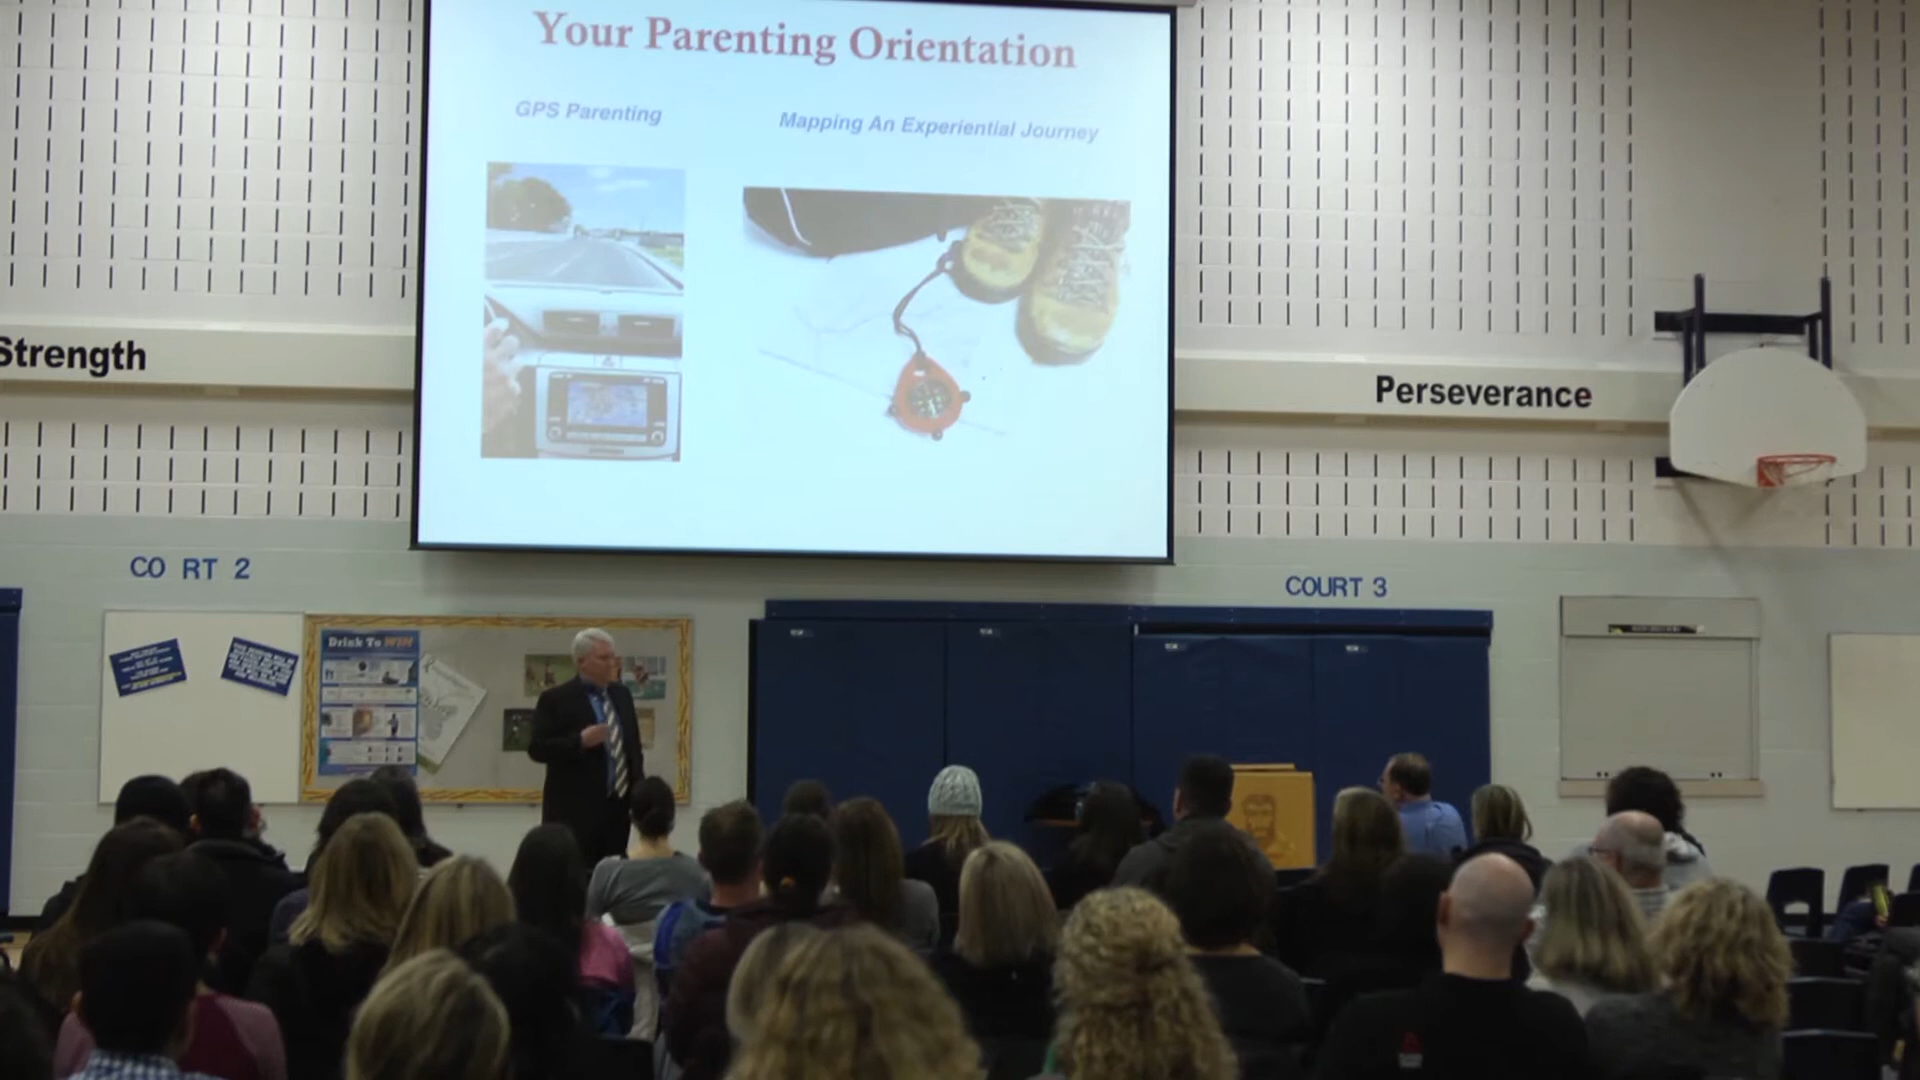 Your Parenting Orientation
GPS Parenting
Mapping An Experiential Journey
Strength
Perseverance
CO RT 2
COURT 3
Drink To WIN